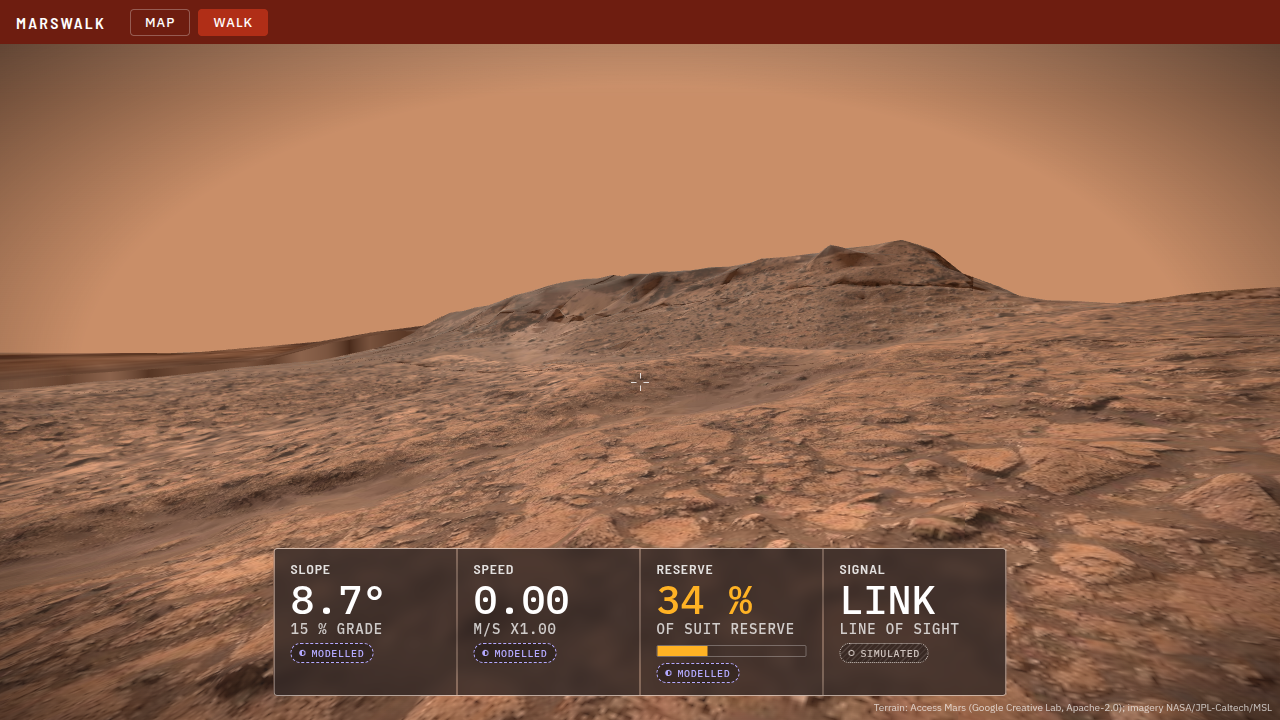 MARSWALK MAP WALK
SLOPE
8.7°
15 % GRADE
MODELLED
SPEED
0.00
M/S X1.00
MODELLED
RESERVE
34 %
OF SUIT RESERVE
MODELLED
SIGNAL
LINK
LINE OF SIGHT
SIMULATED
Terrain: Access Mars (Google Creative Lab, Apache-2.0); imagery NASA/JPL-Caltech/MSL